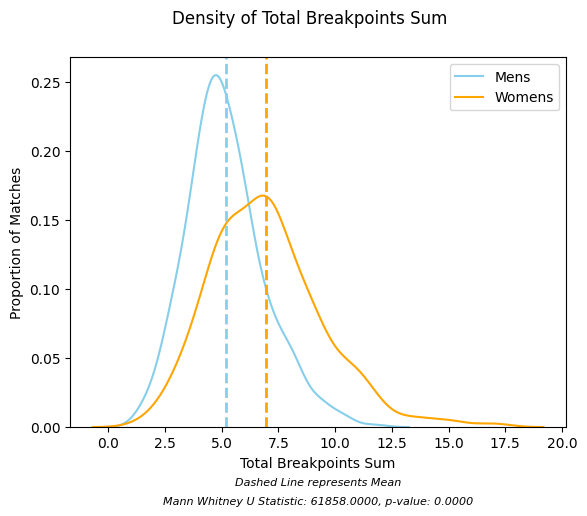 Density of Total Breakpoints Sum
Mens
Womens
Proportion of Matches
0.25
0.20
0.15
0.10
0.05
0.00
0.0 2.5 5.0 7.5 10.0 12.5 15.0 17.5 20.0
Total Breakpoints Sum
Dashed Line represents Mean
Mann Whitney U Statistic: 61858.0000, p-value: 0.0000